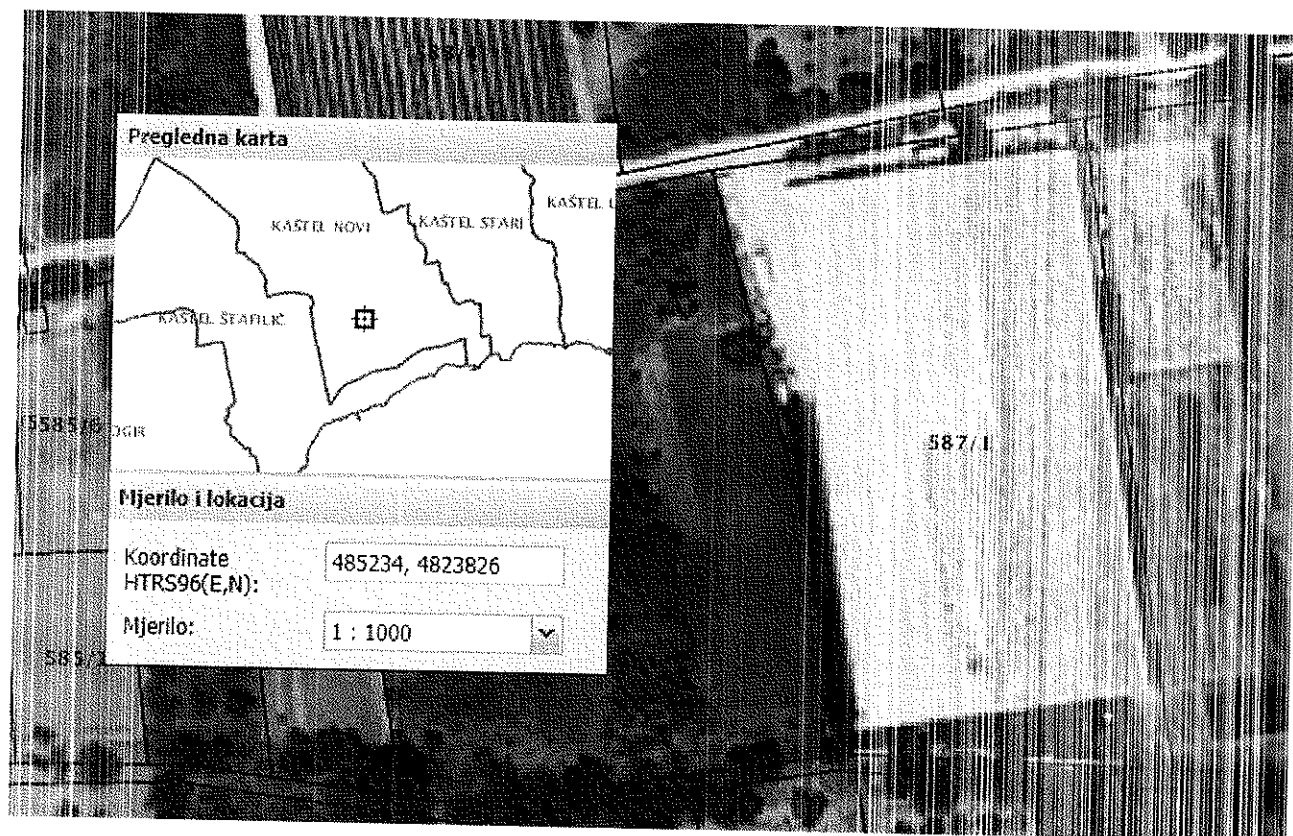 Pregledna karta
KAŠTEL NOVI
KAŠTEL STARI
KAŠTEL
KAŠTEL ŠTAFILIĆ
587/1
Mjerilo i lokacija
Koordinate
HTRS96(E,N):
485234, 4823826
Mjerilo:
1 : 1000